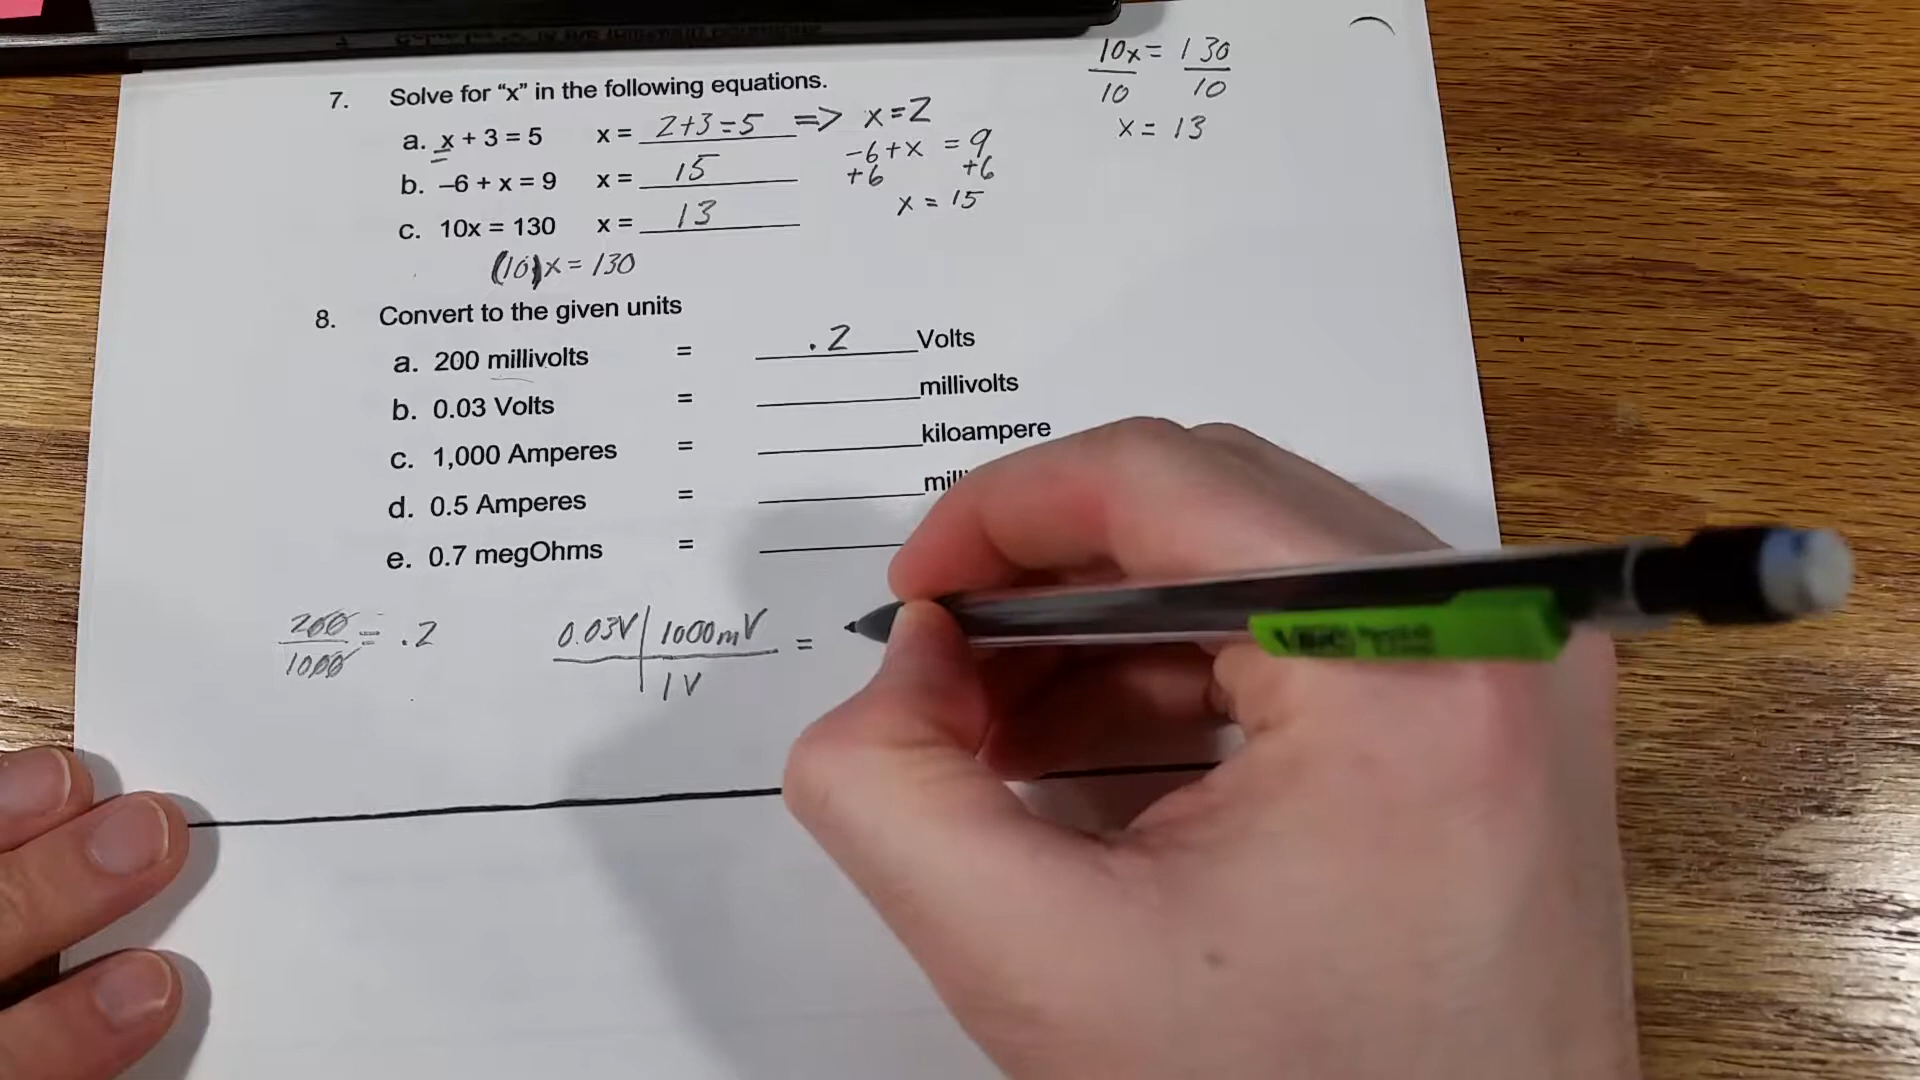 7. Solve for “x” in the following equations.
a. x + 3 = 5 x = 2+3=5 => x=2
b. –6 + x = 9 x = 15
c. 10x = 130 x = 13
(10)x = 130
-6+x = 9
+6 +6
x = 15
10x = 130
10 10
x = 13
8. Convert to the given units
a. 200 millivolts = .2 Volts
b. 0.03 Volts = millivolts
c. 1,000 Amperes = kiloampere
d. 0.5 Amperes =
e. 0.7 megOhms =
200 = .2
1000
0.03V 1000mV =
1V